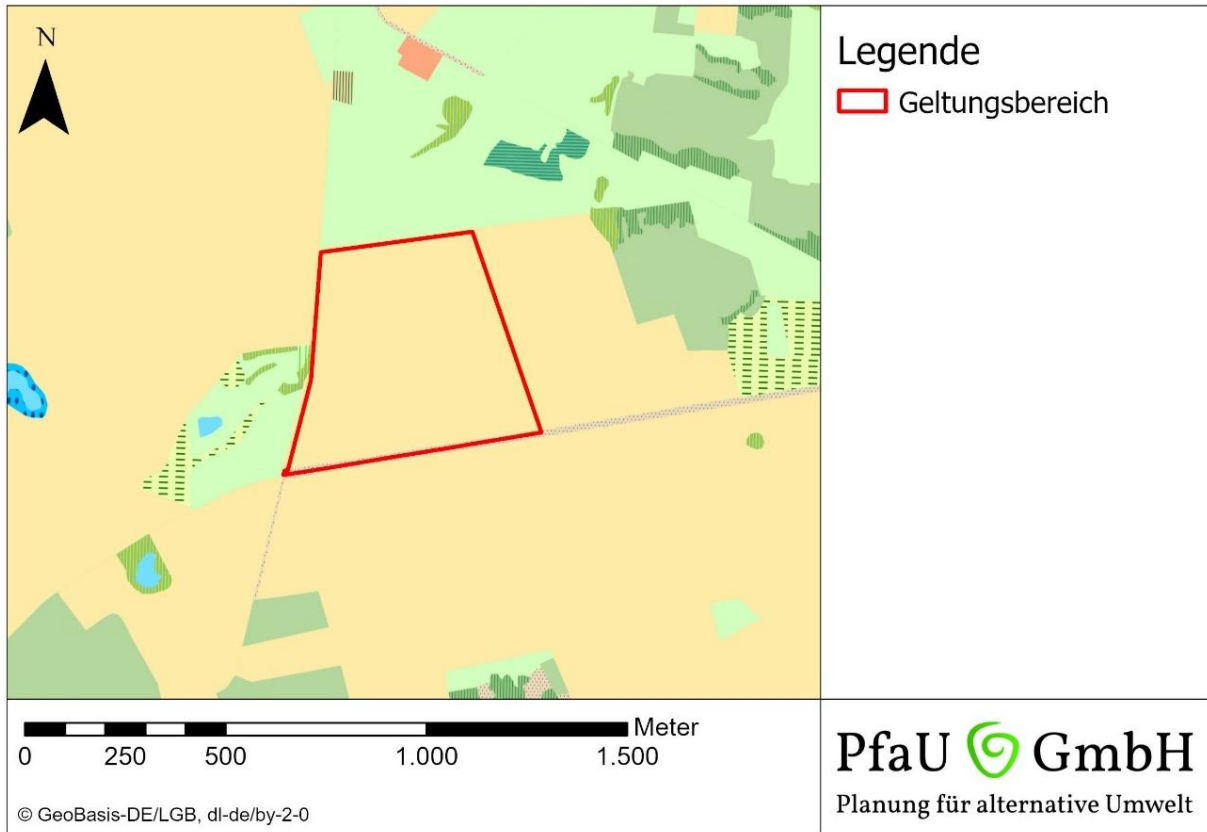 N
Legende
Geltungsbereich
Meter
0 250 500 1.000 1.500
© GeoBasis-DE/LGB, dl-de/by-2-0
PfaU GmbH
Planung für alternative Umwelt